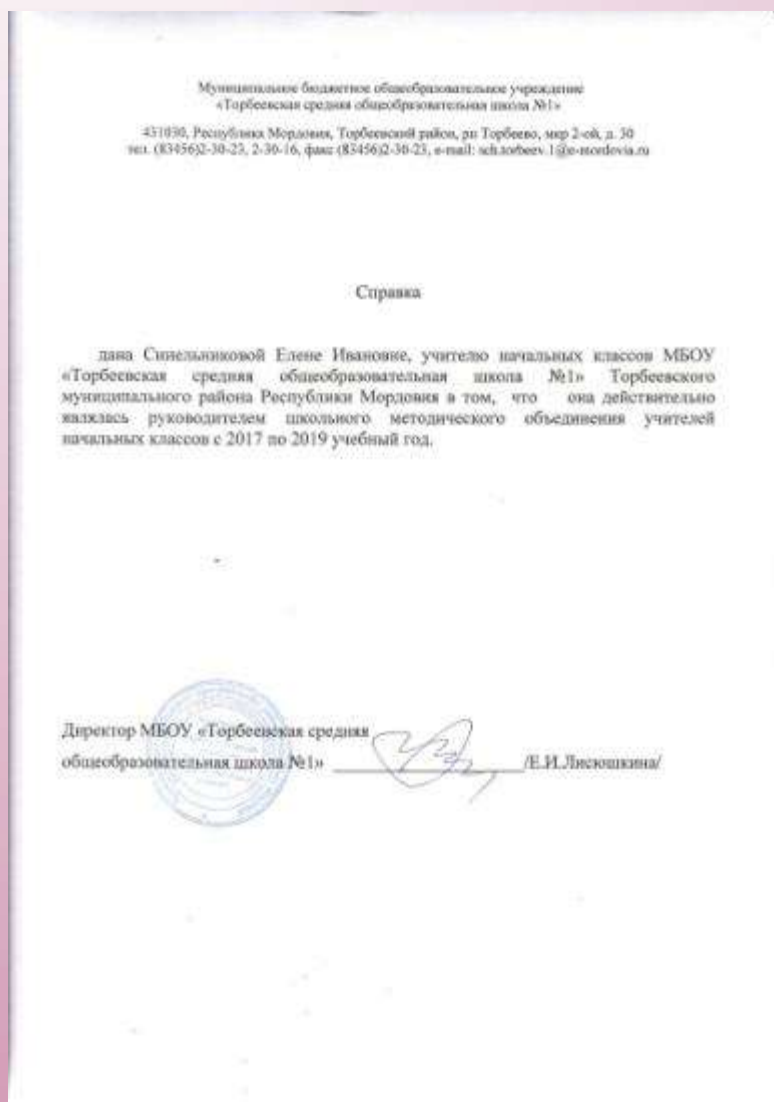 Муниципальное бюджетное общеобразовательное учреждение
«Торбеевская средняя общеобразовательная школа №1»
431030, Республика Мордовия, Торбеевский район, рп Торбеево, мкр 2-ой, д. 30
тел. (83456)2-30-23, 2-30-16, факс (83456)2-30-23, e-mail: sch.torbeev.1@e-mordovia.ru
Справка
дана Синельниковой Елене Ивановне, учителю начальных классов МБОУ
«Торбеевская средняя общеобразовательная школа №1» Торбеевского
муниципального района Республики Мордовия в том, что она действительно
являлась руководителем школьного методического объединения учителей
начальных классов с 2017 по 2019 учебный год.
Директор МБОУ «Торбеевская средняя
общеобразовательная школа №1» /Е.И.Лисюшкина/